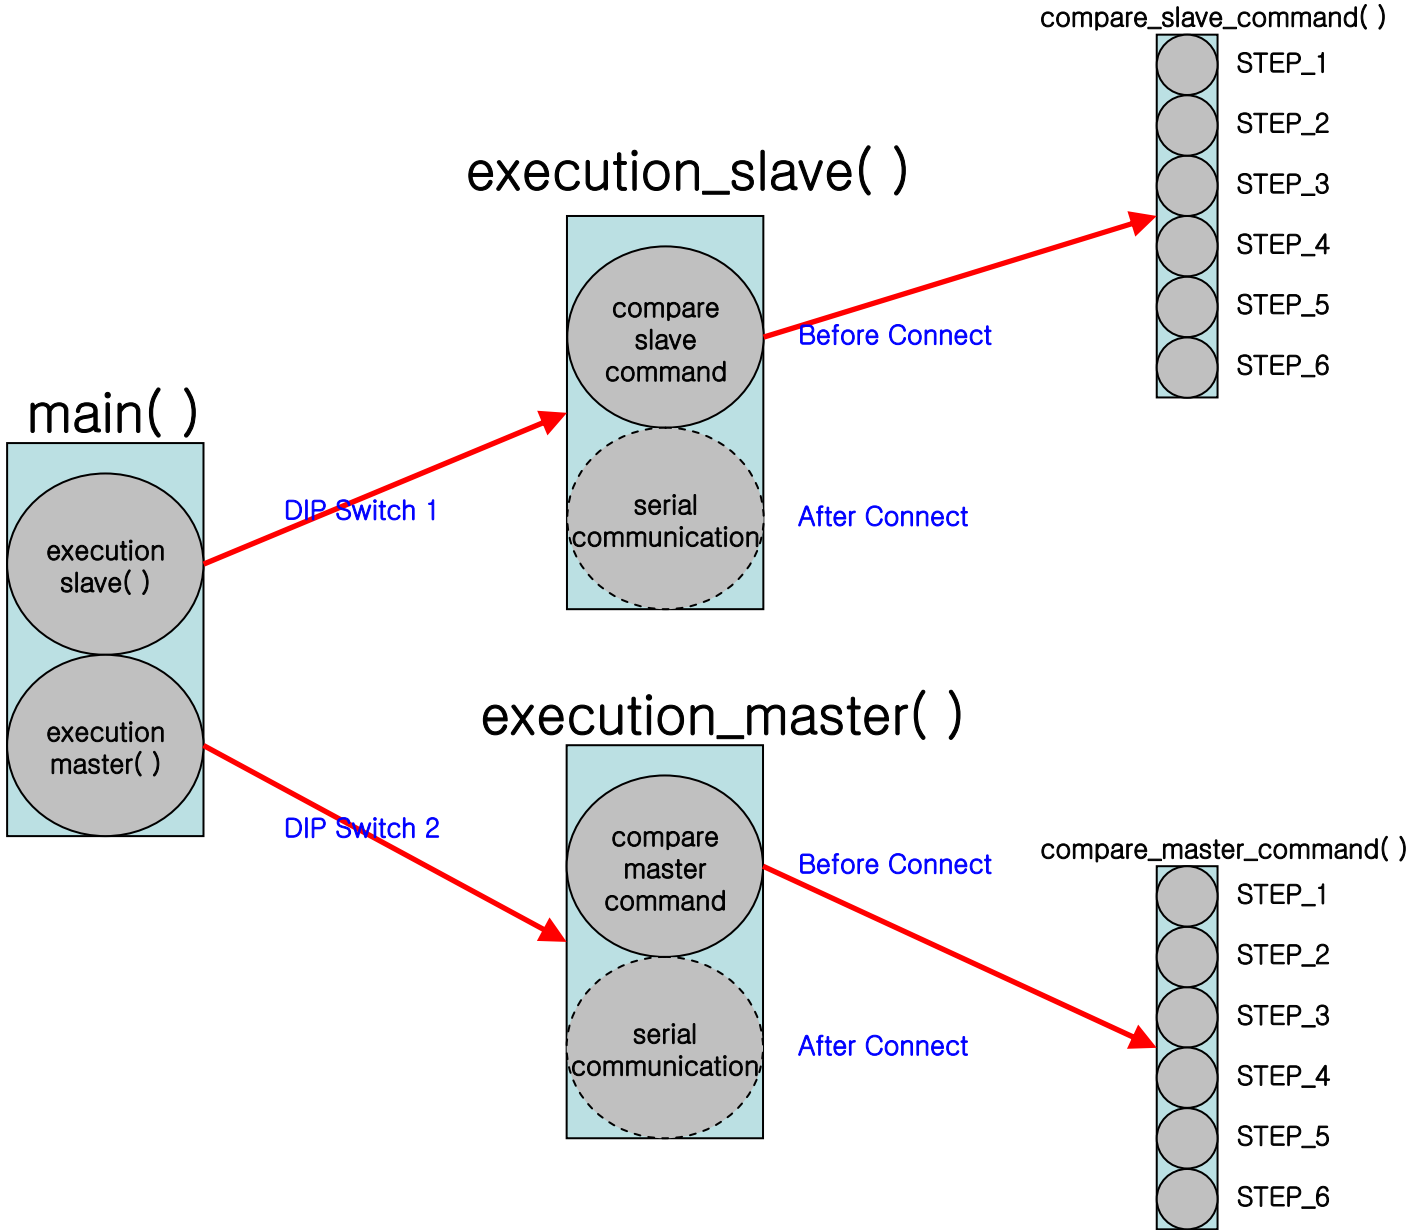 compare_slave_command( )
STEP_1
STEP_2
STEP_3
STEP_4
STEP_5
STEP_6
execution_slave( )
compare
slave
command
Before Connect
serial
communication
After Connect
main( )
DIP Switch 1
execution
slave( )
execution
master( )
DIP Switch 2
execution_master( )
compare
master
command
Before Connect
serial
communication
After Connect
compare_master_command( )
STEP_1
STEP_2
STEP_3
STEP_4
STEP_5
STEP_6